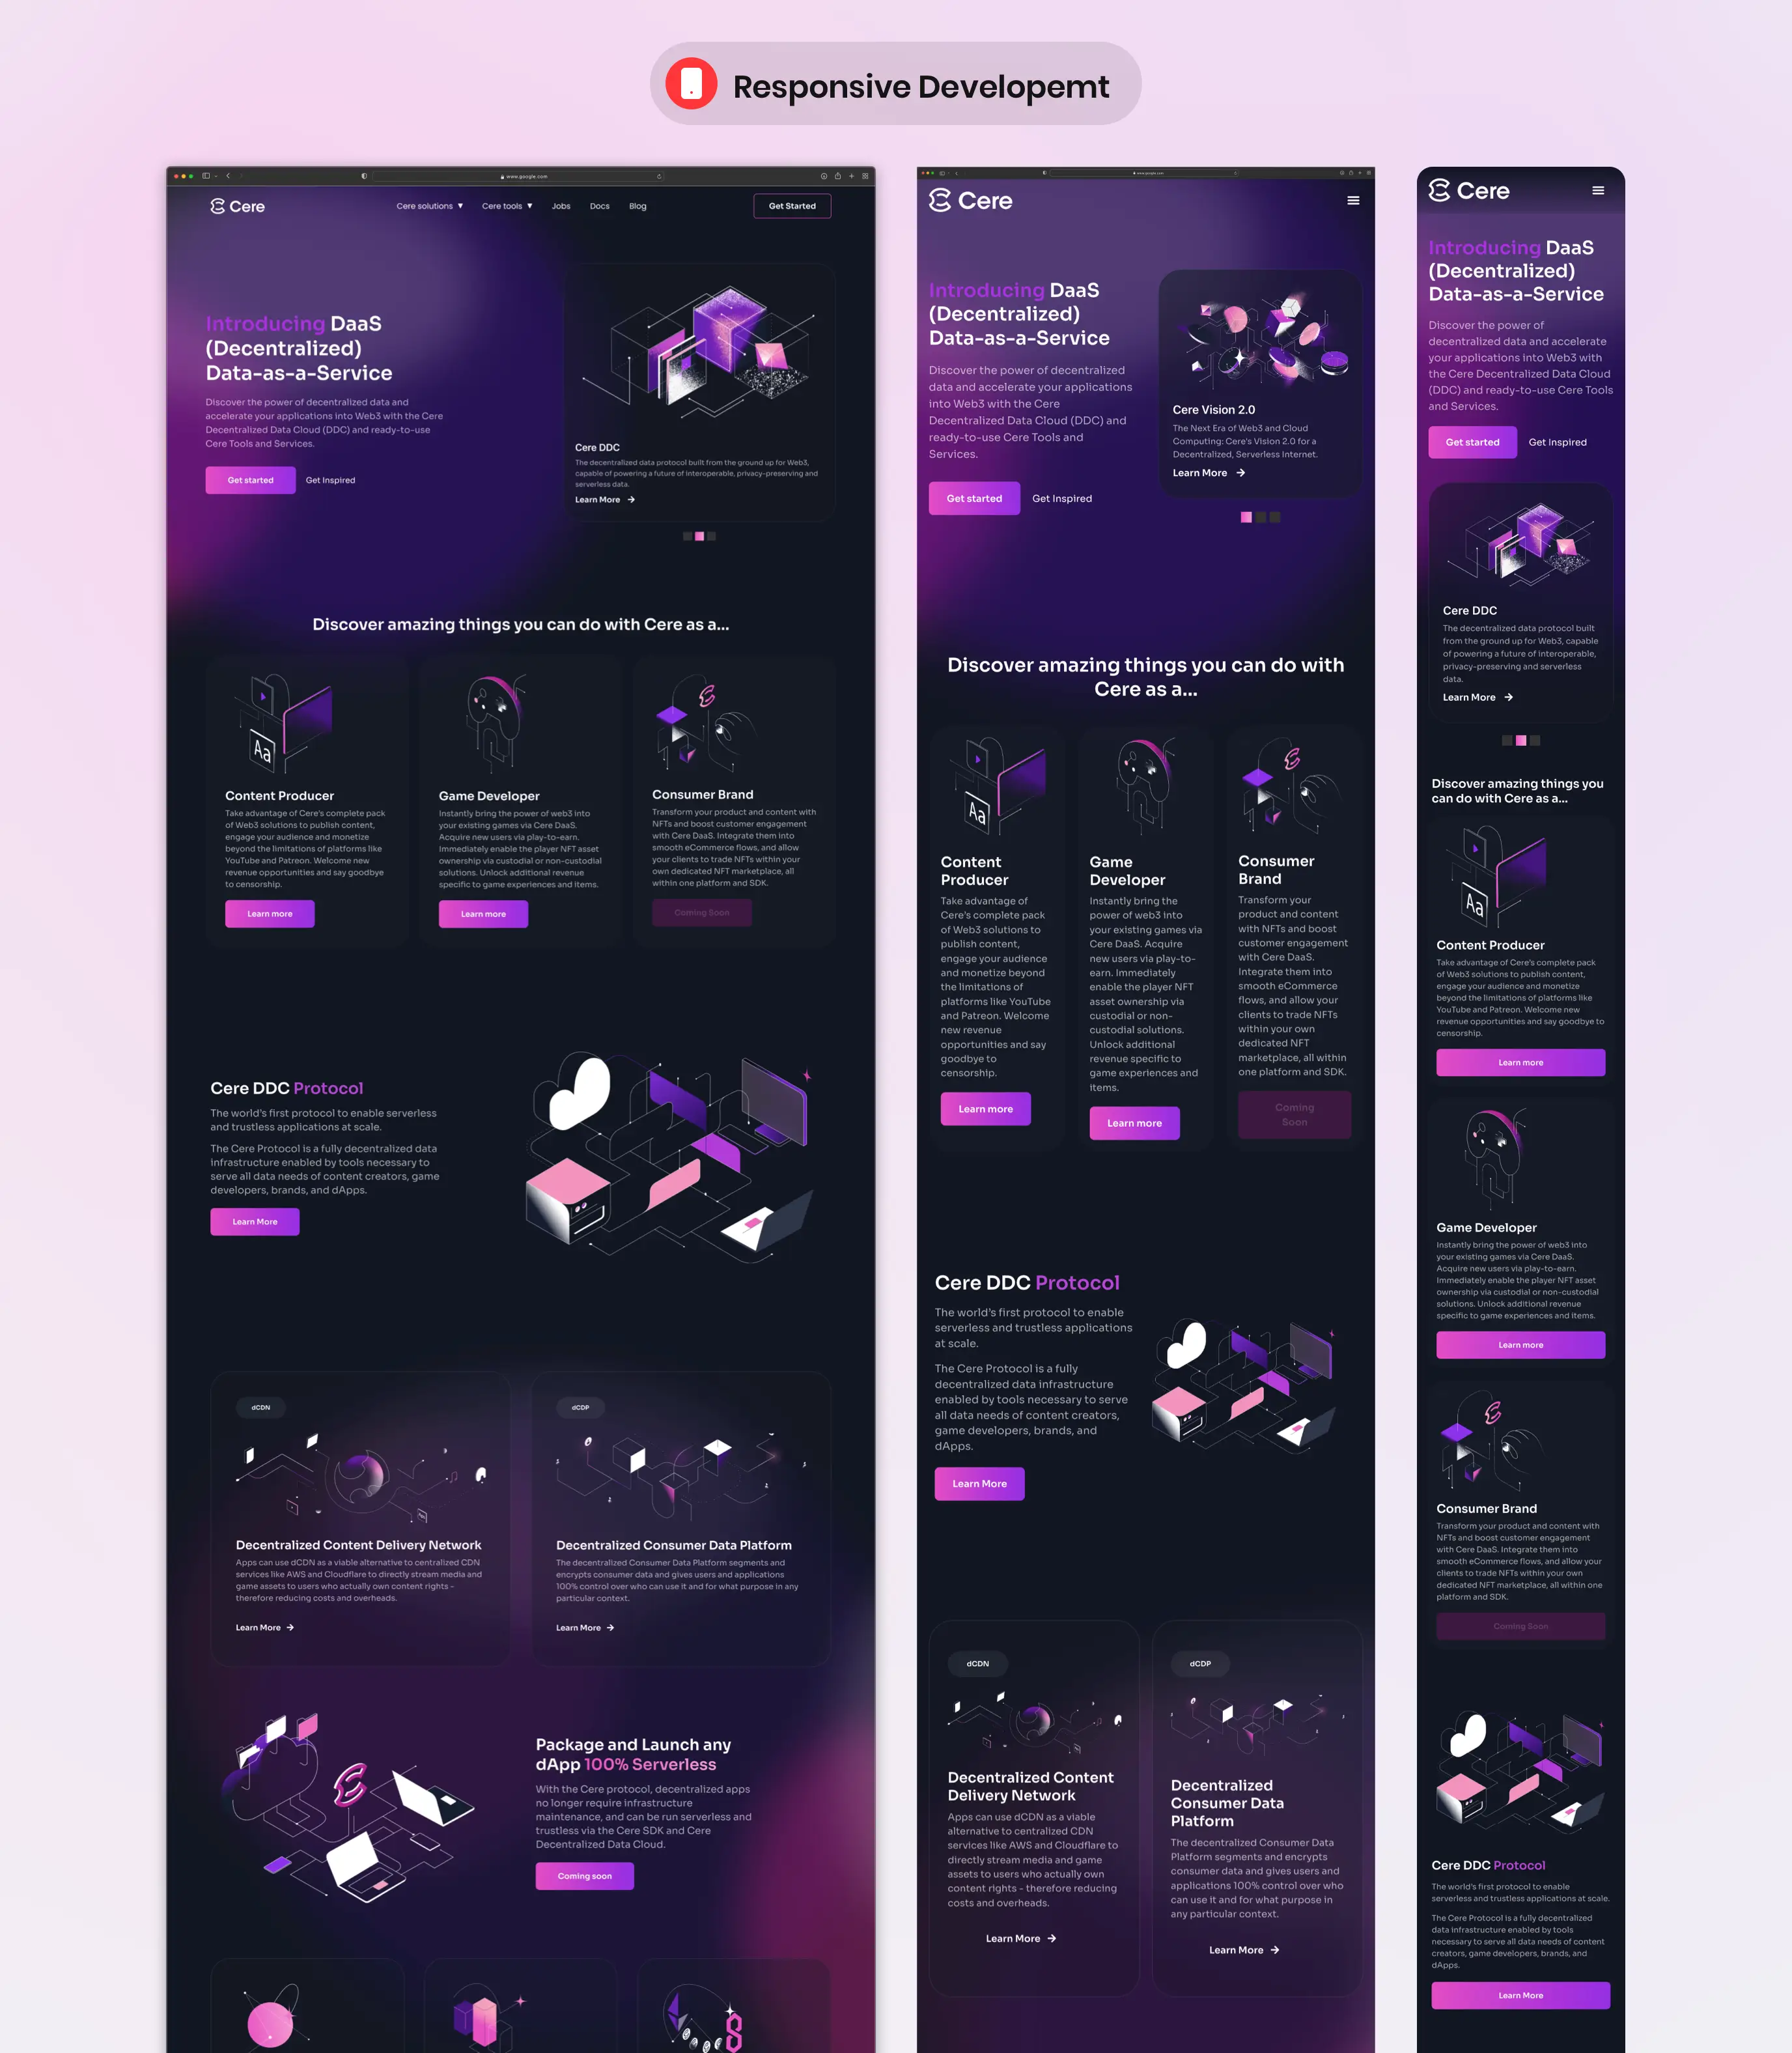 Responsive Developemt
www.google.com
Cere
Cere solutions ▼
Cere tools ▼
Jobs
Docs
Blog
Get Started
Introducing DaaS
(Decentralized)
Data-as-a-Service
Discover the power of decentralized data and
accelerate your applications into Web3 with the Cere
Decentralized Data Cloud (DDC) and ready-to-use
Cere Tools and Services.
Get started
Get Inspired
Cere DDC
The decentralized data protocol built from the ground up for Web3,
capable of powering a future of interoperable, privacy-preserving and
serverless data.
Learn More →
Discover amazing things you can do with Cere as a...
Aa
Content Producer
Take advantage of Cere's complete pack
of Web3 solutions to publish content,
engage your audience and monetize
beyond the limitations of platforms like
YouTube and Patreon. Welcome new
revenue opportunities and say goodbye
to censorship.
Learn more
Game Developer
Instantly bring the power of web3 into
your existing games via Cere DaaS.
Acquire new users via play-to-earn.
Immediately enable the player NFT asset
ownership via custodial or non-custodial
solutions. Unlock additional revenue
specific to game experiences and items.
Learn more
Consumer Brand
Transform your product and content with
NFTs and boost customer engagement
with Cere DaaS. Integrate them into
smooth eCommerce flows, and allow
your clients to trade NFTs within your
own dedicated NFT marketplace, all
within one platform and SDK.
Coming Soon
Cere DDC Protocol
The world's first protocol to enable serverless
and trustless applications at scale.
The Cere Protocol is a fully decentralized data
infrastructure enabled by tools necessary to
serve all data needs of content creators, game
developers, brands, and dApps.
Learn More
dCDN
Decentralized Content Delivery Network
Apps can use dCDN as a viable alternative to centralized CDN
services like AWS and Cloudflare to directly stream media and
game assets to users who actually own content rights -
therefore reducing costs and overheads.
Learn More →
dCDP
Decentralized Consumer Data Platform
The decentralized Consumer Data Platform segments and
encrypts consumer data and gives users and applications
100% control over who can use it and for what purpose in any
particular context.
Learn More →
Package and Launch any
dApp 100% Serverless
With the Cere protocol, decentralized apps
no longer require infrastructure
maintenance, and can be run serverless and
trustless via the Cere SDK and Cere
Decentralized Data Cloud.
Coming soon
www.google.com
Cere
Introducing DaaS
(Decentralized)
Data-as-a-Service
Discover the power of decentralized
data and accelerate your applications
into Web3 with the Cere
Decentralized Data Cloud (DDC) and
ready-to-use Cere Tools and
Services.
Get started
Get Inspired
Cere Vision 2.0
The Next Era of Web3 and Cloud
Computing: Cere's Vision 2.0 for a
Decentralized, Serverless Internet.
Learn More →
Discover amazing things you can do with
Cere as a...
Aa
Content
Producer
Take advantage of
Cere's complete pack
of Web3 solutions to
publish content,
engage your audience
and monetize beyond
the limitations of
platforms like YouTube
and Patreon. Welcome
new revenue
opportunities and say
goodbye to
censorship.
Learn more
Game
Developer
Instantly bring the
power of web3 into
your existing games via
Cere DaaS. Acquire
new users via play-to-
earn. Immediately
enable the player NFT
asset ownership via
custodial or non-
custodial solutions.
Unlock additional
revenue specific to
game experiences and
items.
Learn more
Consumer
Brand
Transform your
product and content
with NFTs and boost
customer engagement
with Cere DaaS.
Integrate them into
smooth eCommerce
flows, and allow your
clients to trade NFTs
within your own
dedicated NFT
marketplace, all within
one platform and SDK.
Coming
Soon
Cere DDC Protocol
The world's first protocol to enable
serverless and trustless applications
at scale.
The Cere Protocol is a fully
decentralized data infrastructure
enabled by tools necessary to serve
all data needs of content creators,
game developers, brands, and
dApps.
Learn More
dCDN
Decentralized Content
Delivery Network
Apps can use dCDN as a viable
alternative to centralized CDN
services like AWS and Cloudflare to
directly stream media and game
assets to users who actually own
content rights - therefore reducing
costs and overheads.
Learn More →
dCDP
Decentralized
Consumer Data
Platform
The decentralized Consumer Data
Platform segments and encrypts
consumer data and gives users and
applications 100% control over who
can use it and for what purpose in
any particular context.
Learn More →
Cere
Introducing DaaS
(Decentralized)
Data-as-a-Service
Discover the power of
decentralized data and accelerate
your applications into Web3 with
the Cere Decentralized Data Cloud
(DDC) and ready-to-use Cere Tools
and Services.
Get started
Get Inspired
Cere DDC
The decentralized data protocol built
from the ground up for Web3, capable
of powering a future of interoperable,
privacy-preserving and serverless
data.
Learn More →
Discover amazing things you
can do with Cere as a...
Aa
Content Producer
Take advantage of Cere's complete pack
of Web3 solutions to publish content,
engage your audience and monetize
beyond the limitations of platforms like
YouTube and Patreon. Welcome new
revenue opportunities and say goodbye to
censorship.
Learn more
Game Developer
Instantly bring the power of web3 into
your existing games via Cere DaaS.
Acquire new users via play-to-earn.
Immediately enable the player NFT asset
ownership via custodial or non-custodial
solutions. Unlock additional revenue
specific to game experiences and items.
Learn more
Consumer Brand
Transform your product and content with
NFTs and boost customer engagement
with Cere DaaS. Integrate them into
smooth eCommerce flows, and allow your
clients to trade NFTs within your own
dedicated NFT marketplace, all within one
platform and SDK.
Coming Soon
Cere DDC Protocol
The world's first protocol to enable
serverless and trustless applications at scale.
The Cere Protocol is a fully decentralized
data infrastructure enabled by tools
necessary to serve all data needs of content
creators, game developers, brands, and
dApps.
Learn More